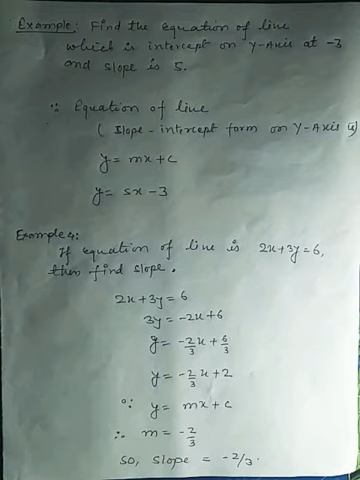 Example: Find the equation of line
which is intercept on Y-Axis at -3
and slope is 5.
∵ Equation of line
( Slope - intercept form on Y-Axis is)
y = mx + c
y = 5x - 3
Example 4:
If equation of line is 2x + 3y = 6,
then find slope.
2x + 3y = 6
3y = -2x + 6
y = -2/3 x + 6/3
y = -2/3 x + 2
∵ y = mx + c
∴ m = -2/3
so, slope = -2/3.